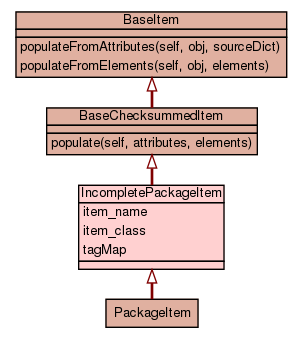 BaseItem
populateFromAttributes(self, obj, sourceDict)
populateFromElements(self, obj, elements)
BaseChecksummedItem
populate(self, attributes, elements)
IncompletePackageItem
item_name
item_class
tagMap
PackageItem